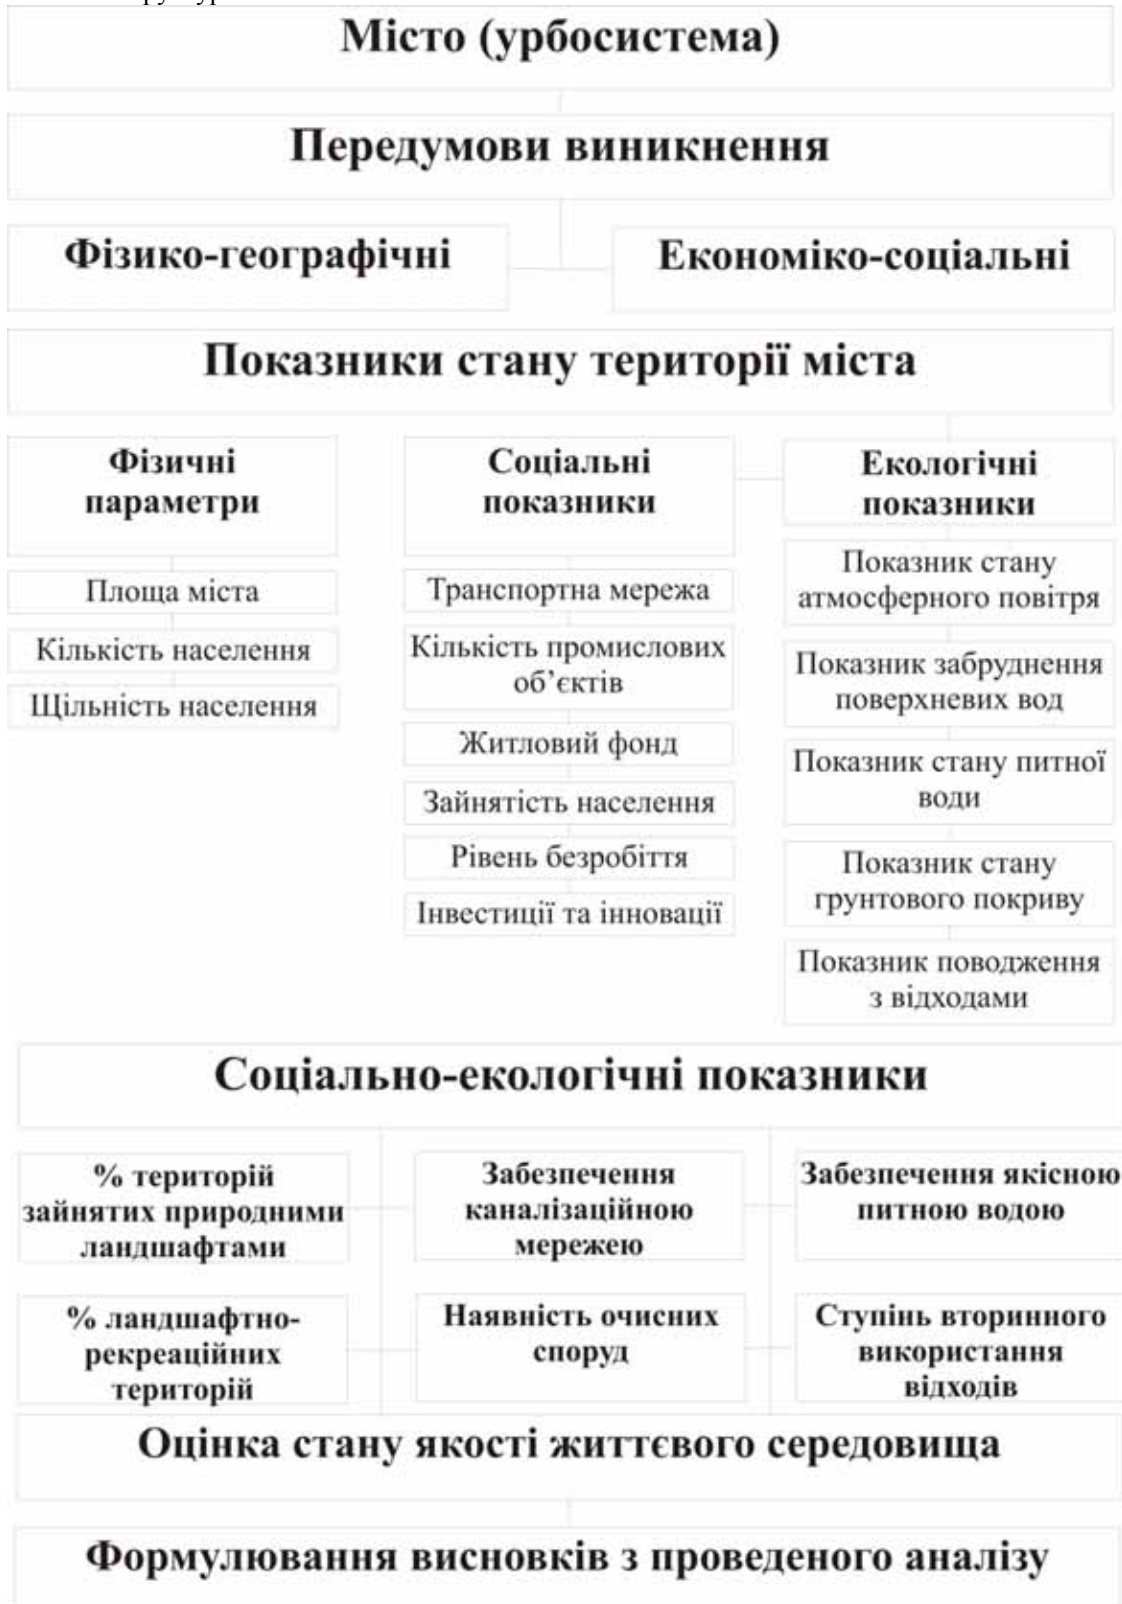 Місто (урбосистема)
Передумови виникнення
Фізико-географічні
Економіко-соціальні
Показники стану території міста
Фізичні
параметри
Площа міста
Кількість населення
Щільність населення
Соціальні
показники
Транспортна мережа
Кількість промислових
об’єктів
Житловий фонд
Зайнятість населення
Рівень безробіття
Інвестиції та інновації
Екологічні
показники
Показник стану
атмосферного повітря
Показник забруднення
поверхневих вод
Показник стану питної
води
Показник стану
грунтового покриву
Показник поводження
з відходами
Соціально-екологічні показники
% територій
зайнятих природними
ландшафтами
Забезпечення
каналізаційною
мережею
Забезпечення якісною
питною водою
% ландшафтно-
рекреаційних
територій
Наявність очисних
споруд
Ступінь вторинного
використання
відходів
Оцінка стану якості життєвого середовища
Формулювання висновків з проведеного аналізу